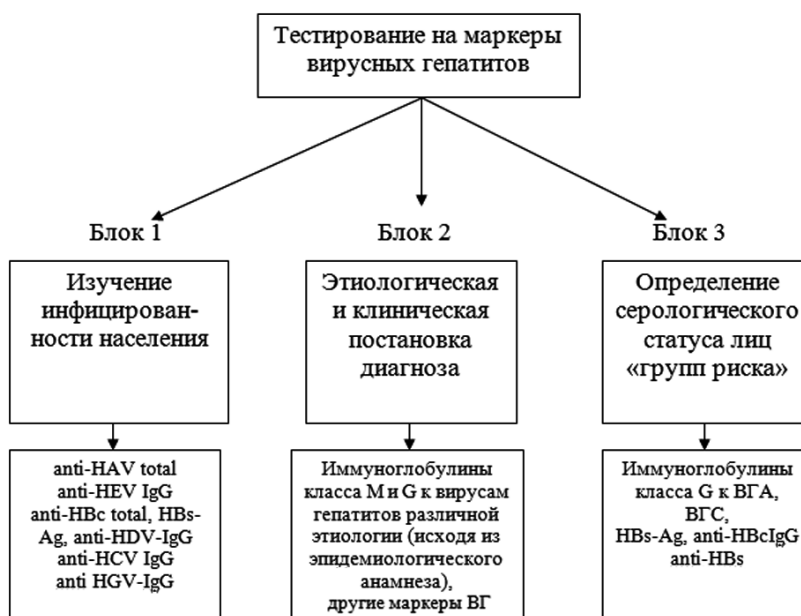 Тестирование на маркеры
вирусных гепатитов
Блок 1
Изучение
инфицирован-
ности населения
anti-HAV total
anti-HEV IgG
anti-HBc total, HBs-
Ag, anti-HDV-IgG
anti-HCV IgG
anti HGV-IgG
Блок 2
Этиологическая
и клиническая
постановка
диагноза
Иммуноглобулины
класса М и G к вирусам
гепатитов различной
этиологии (исходя из
эпидемиологического
анамнеза),
другие маркеры ВГ
Блок 3
Определение
серологического
статуса лиц
«групп риска»
Иммуноглобулины
класса G к ВГА,
ВГС,
HBs-Ag, anti-HBcIgG
anti-HBs